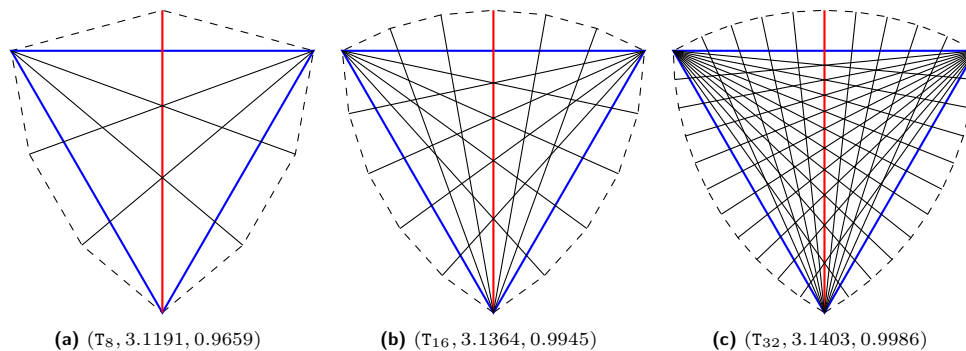 (a) (T₈, 3.1191, 0.9659)
(b) (T₁₆, 3.1364, 0.9945)
(c) (T₃₂, 3.1403, 0.9986)